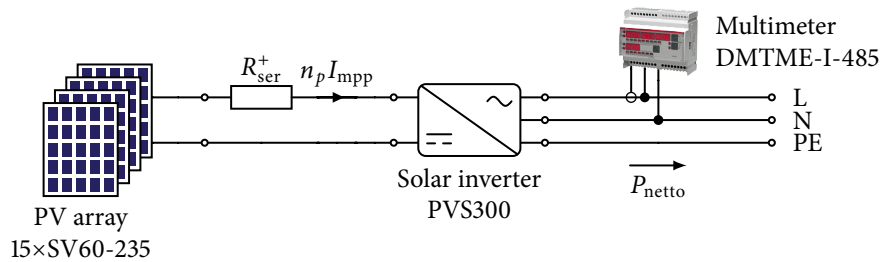 Multimeter
DMTME-I-485
R⁺ser
nₚImpp
L
N
PE
Pnetto
Solar inverter
PVS300
PV array
15×SV60-235